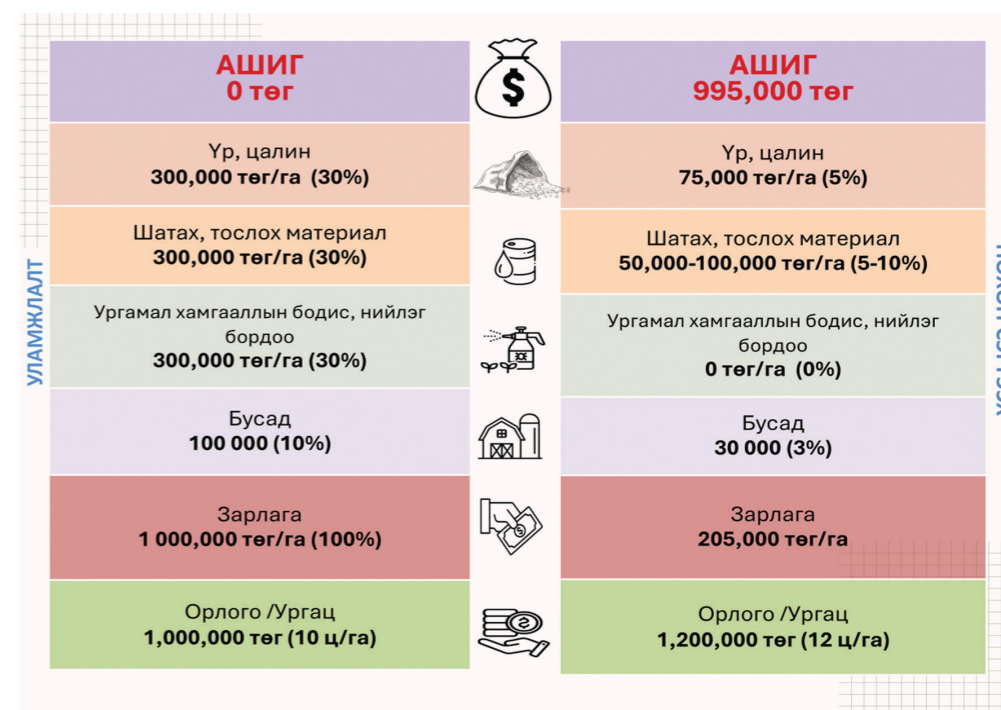 УЛАМЖЛАЛТ
АШИГ
0 төг
Үр, цалин
300,000 төг/га (30%)
Шатах, тослох материал
300,000 төг/га (30%)
Ургамал хамгааллын бодис, нийлэг
бордоо
300,000 төг/га (30%)
Бусад
100 000 (10%)
Зарлага
1 000,000 төг/га (100%)
Орлого /Ургац
1,000,000 төг (10 ц/га)
АШИГ
995,000 төг
Үр, цалин
75,000 төг/га (5%)
Шатах, тослох материал
50,000-100,000 төг/га (5-10%)
Ургамал хамгааллын бодис, нийлэг
бордоо
0 төг/га (0%)
Бусад
30 000 (3%)
Зарлага
205,000 төг/га
Орлого /Ургац
1,200,000 төг (12 ц/га)